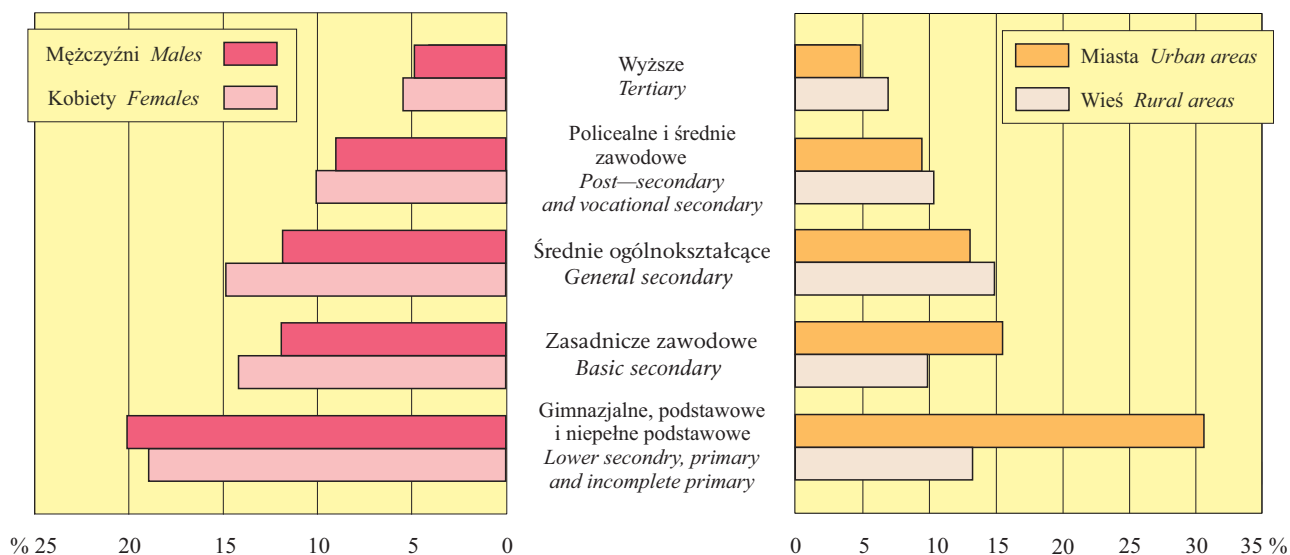 Mężczyźni Males
Kobiety Females
Wyższe
Tertiary
Policealne i średnie
zawodowe
Post—secondary
and vocational secondary
Średnie ogólnokształcące
General secondary
Zasadnicze zawodowe
Basic secondary
Gimnazjalne, podstawowe
i niepełne podstawowe
Lower secondry, primary
and incomplete primary
Miasta Urban areas
Wieś Rural areas
% 25 20 15 10 5 0
0 5 10 15 20 25 30 35 %